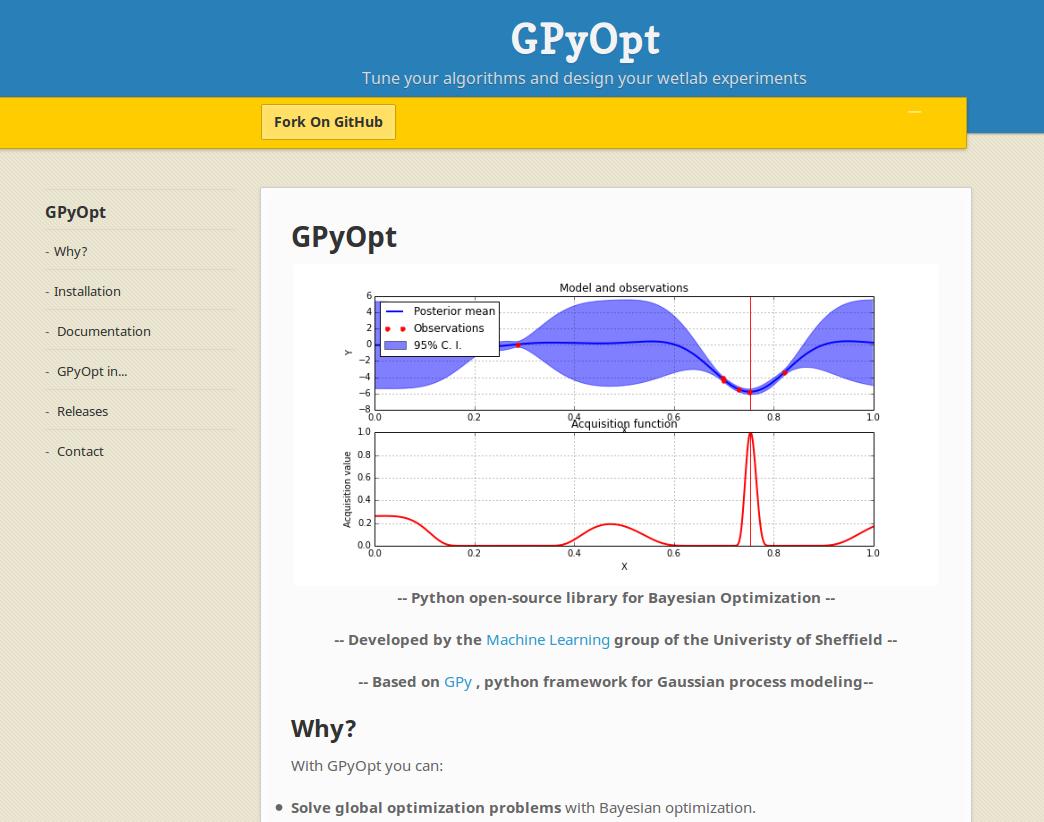 GPyOpt
Tune your algorithms and design your wetlab experiments
Fork On GitHub
GPyOpt
- Why?
- Installation
- Documentation
- GPyOpt in...
- Releases
- Contact
GPyOpt
Model and observations
6
4
2
0
−2
−4
−6
−8
Y
Posterior mean
Observations
95% C. I.
0.0 0.2 0.4 0.6 0.8 1.0
x
Acquisition function
1.0
0.8
0.6
0.4
0.2
0.0
Acquisition value
0.0 0.2 0.4 0.6 0.8 1.0
X
-- Python open-source library for Bayesian Optimization --
-- Developed by the Machine Learning group of the Univeristy of Sheffield --
-- Based on GPy , python framework for Gaussian process modeling--
Why?
With GPyOpt you can:
● Solve global optimization problems with Bayesian optimization.